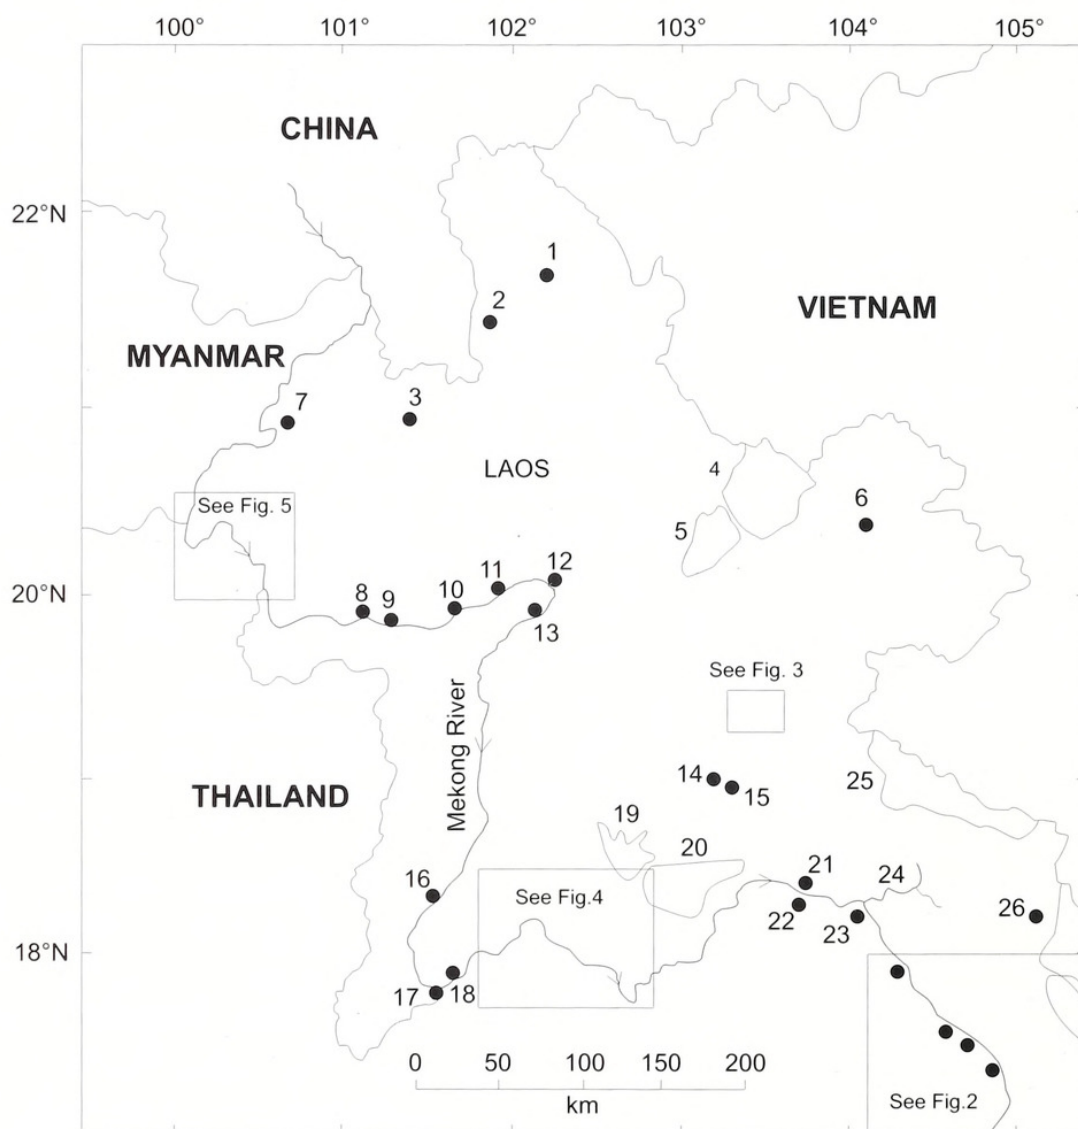 100° 101° 102° 103° 104° 105°
CHINA
22°N
1
2
VIETNAM
MYANMAR
7
3
LAOS
4
See Fig. 5
6
5
12
11
20°N
8
9
10
13
See Fig. 3
Mekong River
14
15
25
THAILAND
19
20
21
16
24
See Fig.4
22
23
26
18°N
17
18
0 50 100 150 200
km
See Fig.2